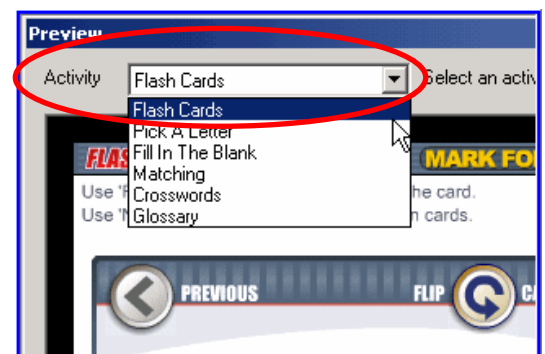 Preview
Activity Flash Cards Select an activ
Flash Cards
Pick A Letter
Fill In The Blank
Matching
Crosswords
Glossary
FLAS MARK FO
Use 'F he card.
Use 'N n cards.
PREVIOUS FLIP CA